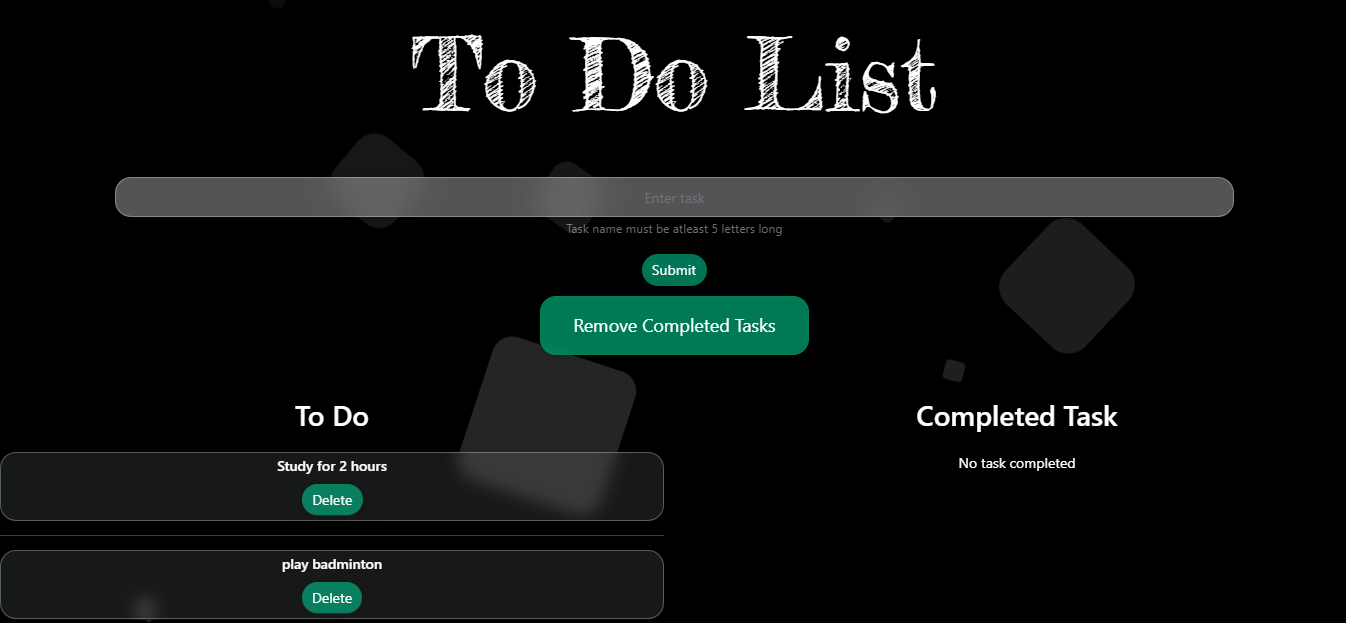 To Do List
Enter task
Task name must be atleast 5 letters long
Submit
Remove Completed Tasks
To Do
Study for 2 hours
Delete
play badminton
Delete
Completed Task
No task completed